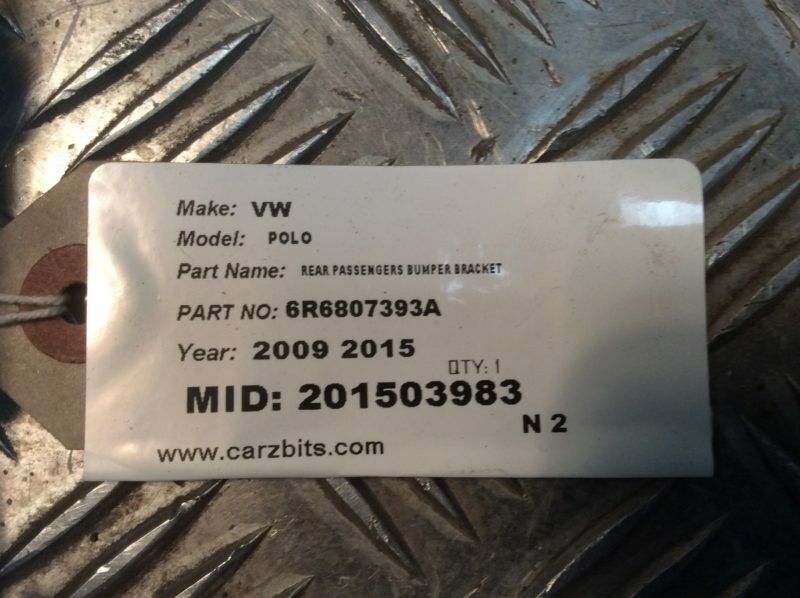 Make: VW
Model: POLO
Part Name: REAR PASSENGERS BUMPER BRACKET
PART NO: 6R6807393A
Year: 2009 2015
QTY: 1
MID: 201503983
N 2
www.carzbits.com